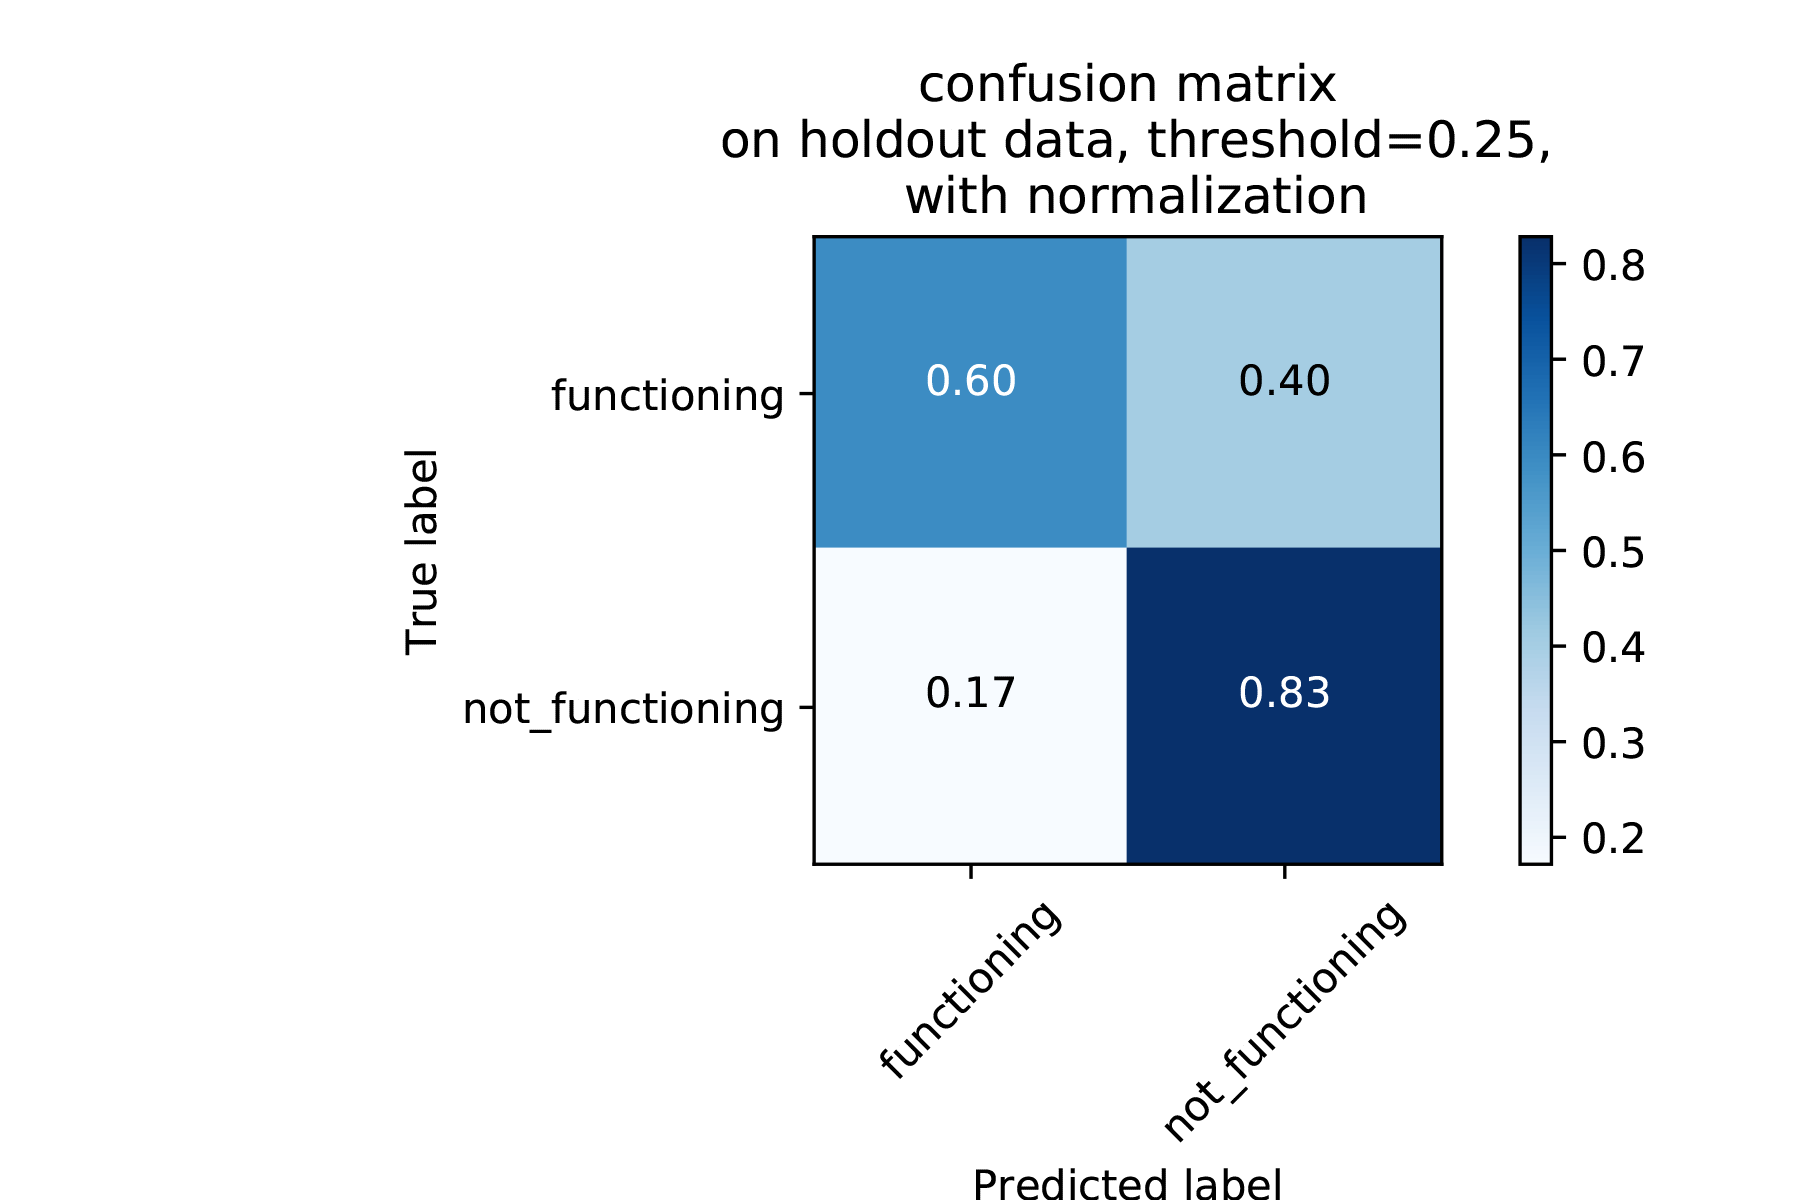 confusion matrix
on holdout data, threshold=0.25,
with normalization
functioning
not_functioning
True label
0.60
0.40
0.17
0.83
functioning
not_functioning
Predicted label
0.8
0.7
0.6
0.5
0.4
0.3
0.2